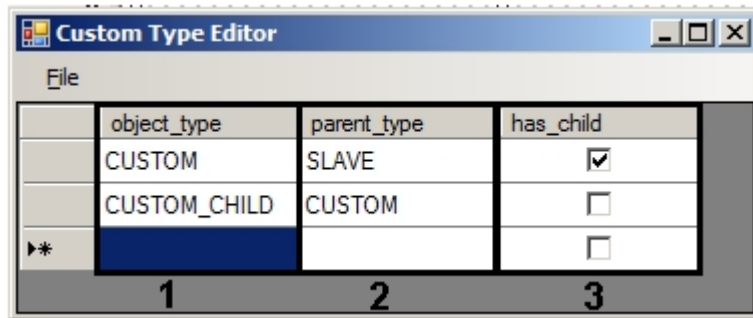 Custom Type Editor
File
object_type parent_type has_child
CUSTOM SLAVE
CUSTOM_CHILD CUSTOM
1 2 3